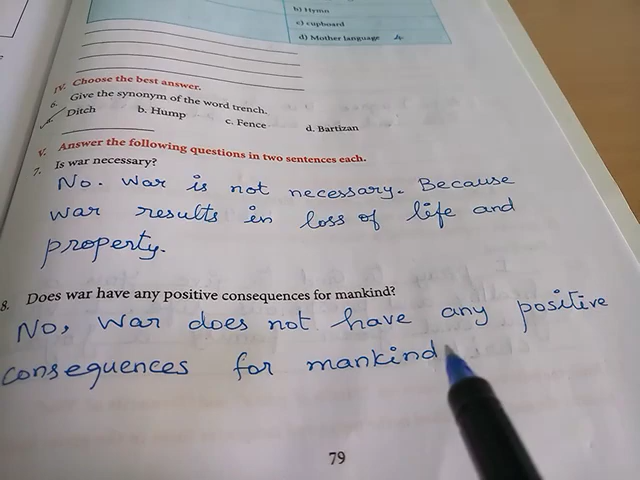 b) Hymn
c) cupboard
d) Mother language
IV. Choose the best answer.
6. Give the synonym of the word trench.
a. Ditch b. Hump c. Fence d. Bartizan
V. Answer the following questions in two sentences each.
7. Is war necessary?
No. War is not necessary. Because
war results in loss of life and
property.
8. Does war have any positive consequences for mankind?
No, War does not have any positive
consequences for mankind
79